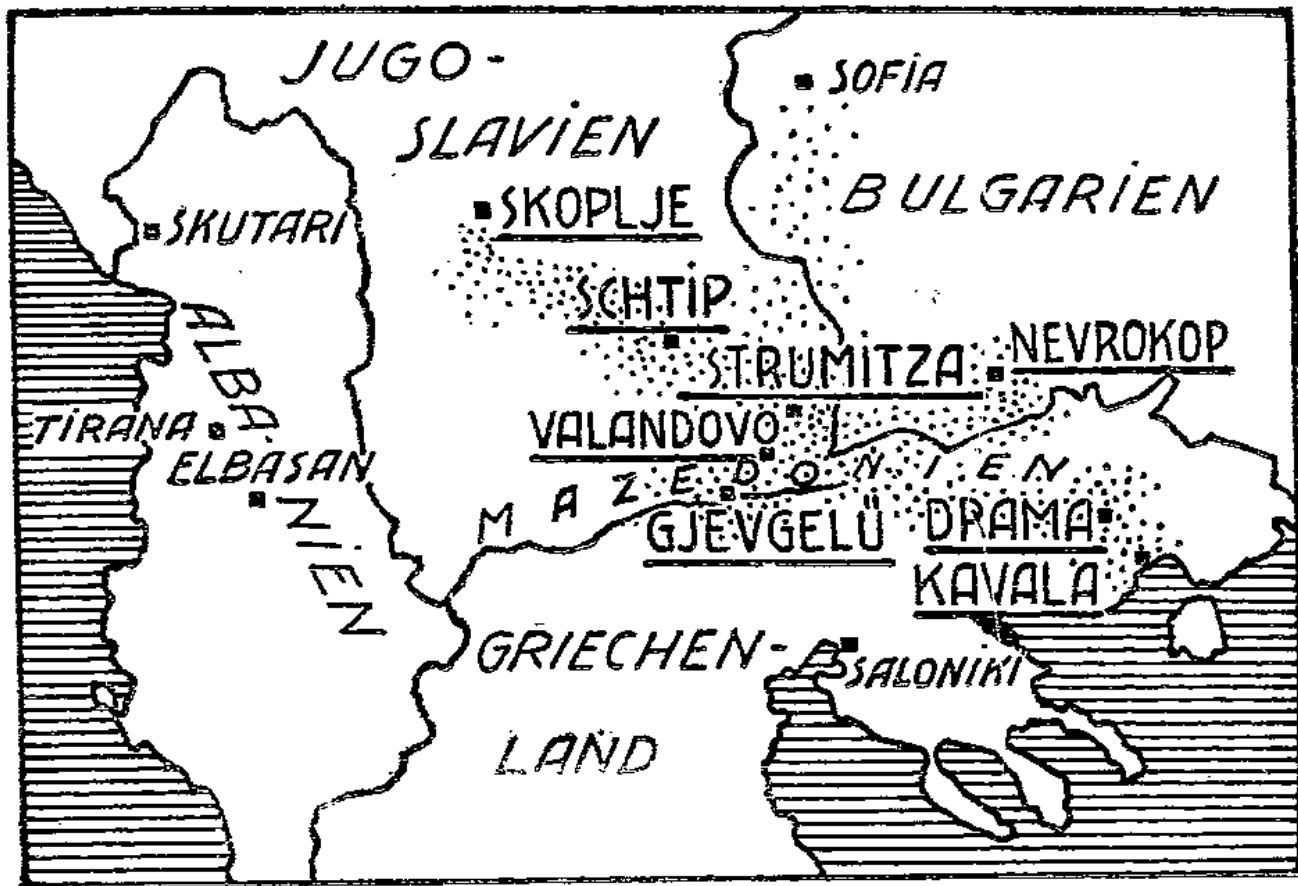 JUGO-
SLAVIEN
SOFIA
BULGARIEN
SKOPLJE
SKUTARI
SCHTIP
ALBA-
NIEN
STRUMITZA
NEVROKOP
TIRANA
VALANDOVO
ELBASAN
MAZEDONIEN
GJEVGELÜ
DRAMA
KAVALA
GRIECHEN-
LAND
SALONIKI